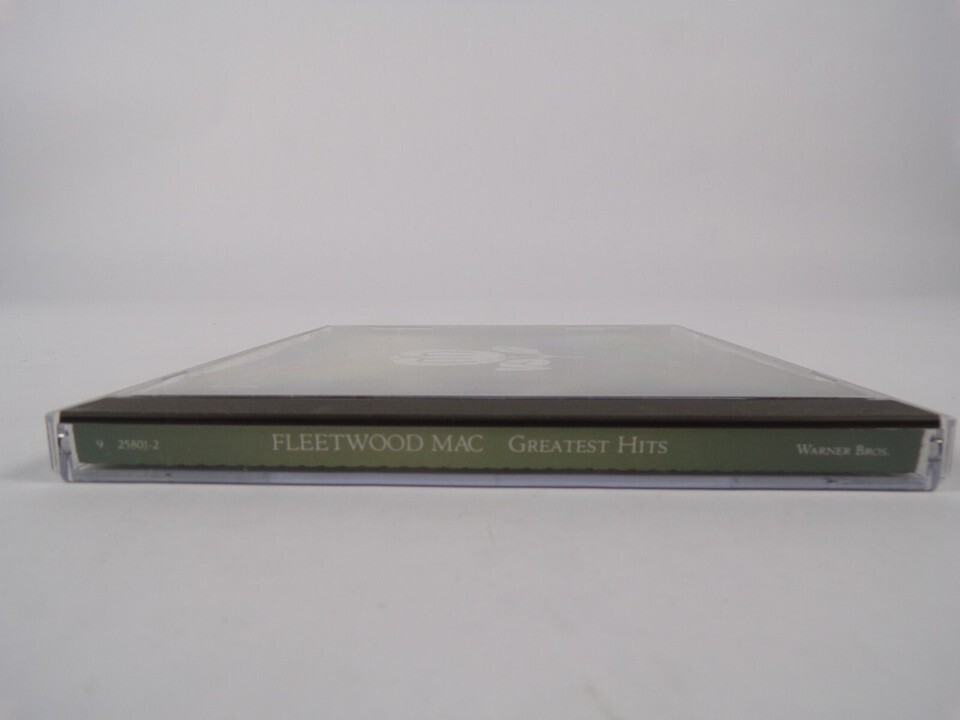 9 25801-2 FLEETWOOD MAC GREATEST HITS WARNER BROS.